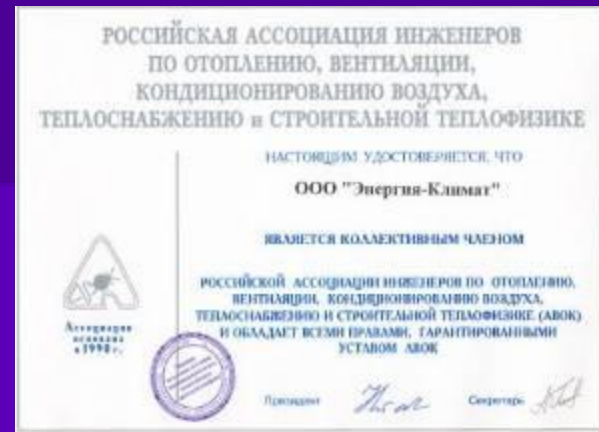 РОССИЙСКАЯ АССОЦИАЦИЯ ИНЖЕНЕРОВ
ПО ОТОПЛЕНИЮ, ВЕНТИЛЯЦИИ,
КОНДИЦИОНИРОВАНИЮ ВОЗДУХА,
ТЕПЛОСНАБЖЕНИЮ и СТРОИТЕЛЬНОЙ ТЕПЛОФИЗИКЕ
НАСТОЯЩИМ УДОСТОВЕРЯЕТСЯ, ЧТО
ООО "Энергия-Климат"
ЯВЛЯЕТСЯ КОЛЛЕКТИВНЫМ ЧЛЕНОМ
РОССИЙСКОЙ АССОЦИАЦИИ ИНЖЕНЕРОВ ПО ОТОПЛЕНИЮ,
ВЕНТИЛЯЦИИ, КОНДИЦИОНИРОВАНИЮ ВОЗДУХА,
ТЕПЛОСНАБЖЕНИЮ И СТРОИТЕЛЬНОЙ ТЕПЛОФИЗИКЕ (АВОК)
И ОБЛАДАЕТ ВСЕМИ ПРАВАМИ, ГАРАНТИРОВАННЫМИ
УСТАВОМ АВОК
Ассоциация
основана
в 1990 г.
Президент
Секретарь